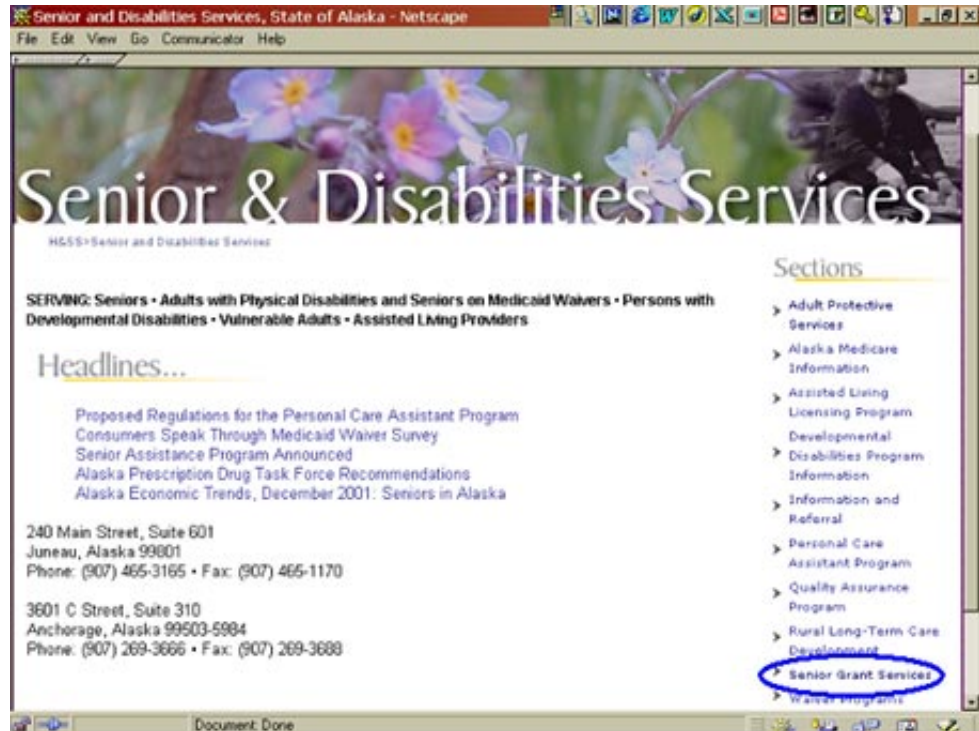 Senior and Disabilities Services, State of Alaska - Netscape
File Edit View Go Communicator Help
Senior & Disabilities Services
H&SS>Senior and Disabilities Services
SERVING: Seniors • Adults with Physical Disabilities and Seniors on Medicaid Waivers • Persons with
Developmental Disabilities • Vulnerable Adults • Assisted Living Providers
Headlines...
Proposed Regulations for the Personal Care Assistant Program
Consumers Speak Through Medicaid Waiver Survey
Senior Assistance Program Announced
Alaska Prescription Drug Task Force Recommendations
Alaska Economic Trends, December 2001: Seniors in Alaska
240 Main Street, Suite 601
Juneau, Alaska 99801
Phone: (907) 465-3165 • Fax: (907) 465-1170
3601 C Street, Suite 310
Anchorage, Alaska 99503-5984
Phone: (907) 269-3666 • Fax: (907) 269-3688
Sections
Adult Protective
Services
Alaska Medicare
Information
Assisted Living
Licensing Program
Developmental
Disabilities Program
Information
Information and
Referral
Personal Care
Assistant Program
Quality Assurance
Program
Rural Long-Term Care
Development
Senior Grant Services
Waiver Programs
Document: Done